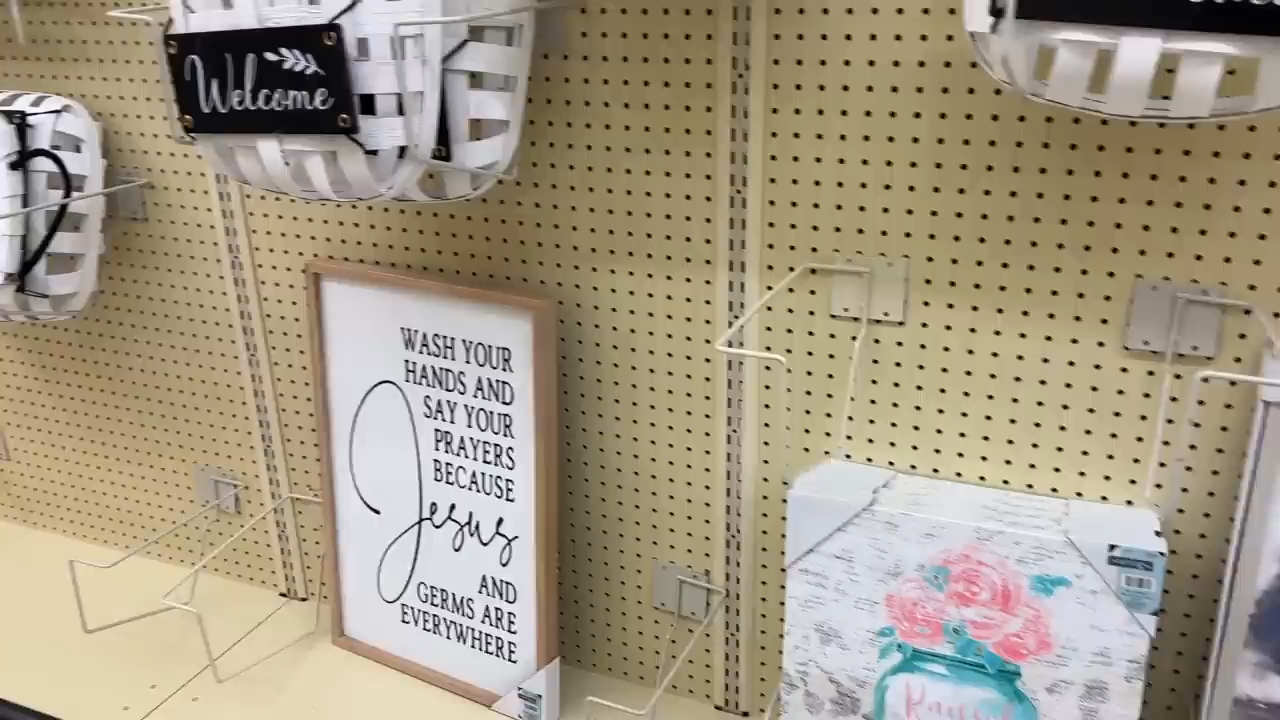 Welcome
WASH YOUR
HANDS AND
SAY YOUR
PRAYERS
BECAUSE
Jesus
AND
GERMS ARE
EVERYWHERE